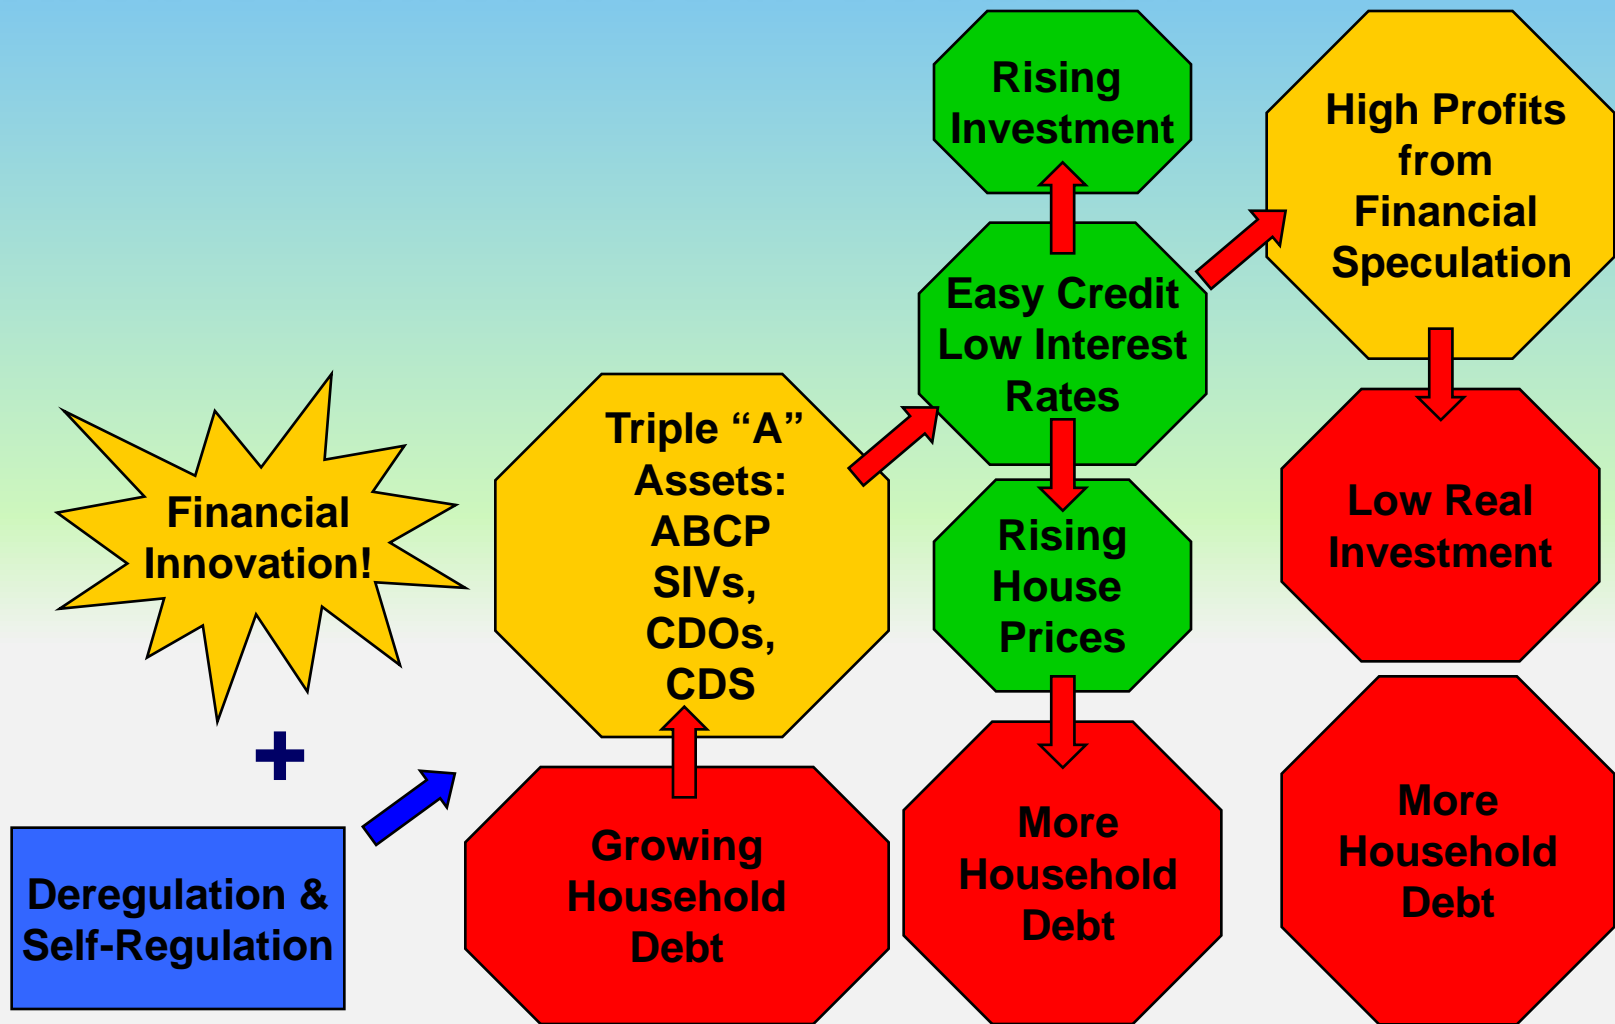 Financial
Innovation!
+
Deregulation &
Self-Regulation
Triple “A”
Assets:
ABCP
SIVs,
CDOs,
CDS
Growing
Household
Debt
Rising
Investment
Easy Credit
Low Interest
Rates
Rising
House
Prices
More
Household
Debt
High Profits
from
Financial
Speculation
Low Real
Investment
More
Household
Debt